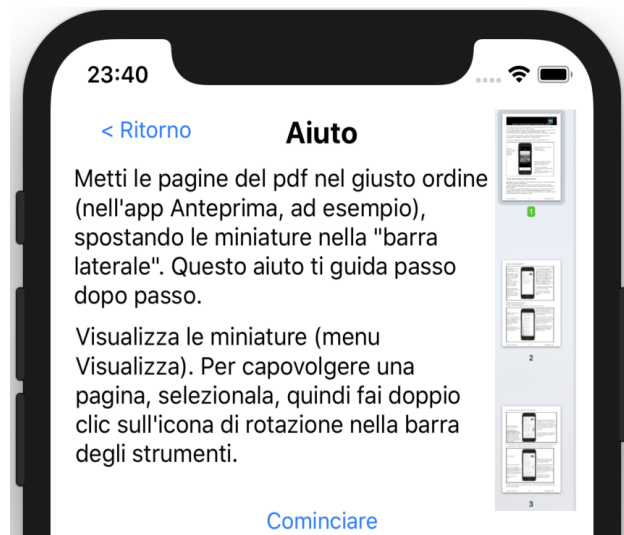 23:40
< Ritorno
Aiuto
Metti le pagine del pdf nel giusto ordine
(nell'app Anteprima, ad esempio),
spostando le miniature nella "barra
laterale". Questo aiuto ti guida passo
dopo passo.
Visualizza le miniature (menu
Visualizza). Per capovolgere una
pagina, selezionala, quindi fai doppio
clic sull'icona di rotazione nella barra
degli strumenti.
Cominciare
1
2
3